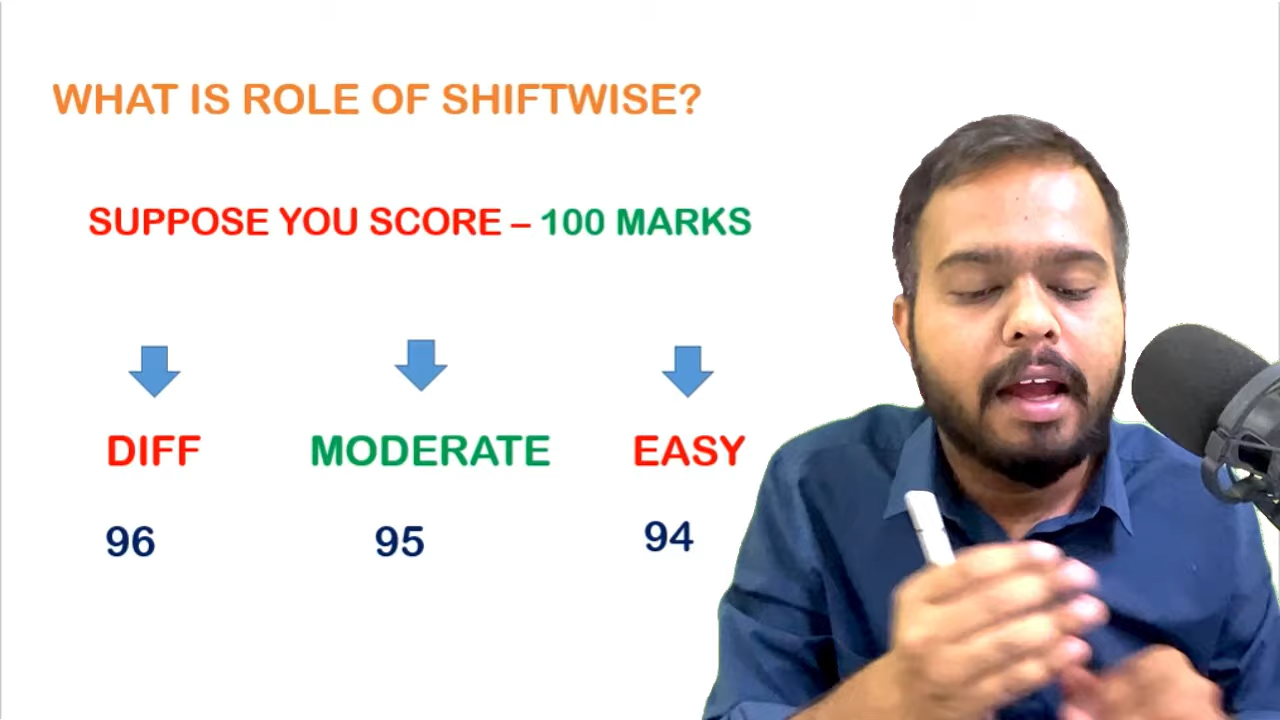 WHAT IS ROLE OF SHIFTWISE?
SUPPOSE YOU SCORE – 100 MARKS
DIFF MODERATE EASY
96 95 94